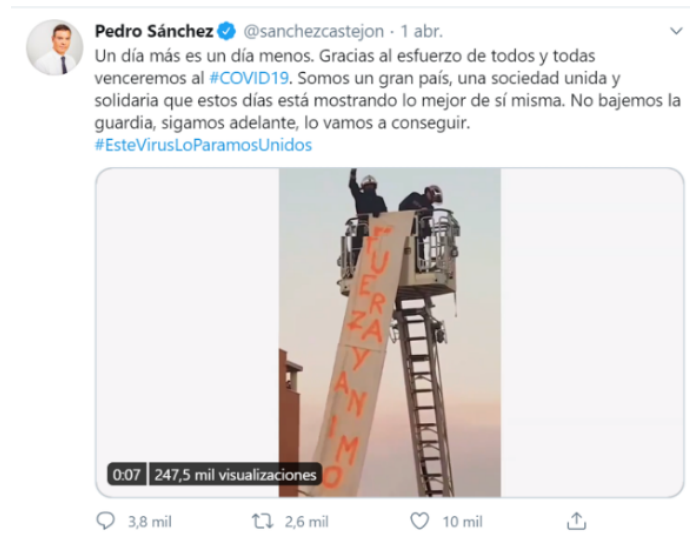 Pedro Sánchez @sanchezcastejon · 1 abr.
Un día más es un día menos. Gracias al esfuerzo de todos y todas
venceremos al #COVID19. Somos un gran país, una sociedad unida y
solidaria que estos días está mostrando lo mejor de sí misma. No bajemos la
guardia, sigamos adelante, lo vamos a conseguir.
#EsteVirusLoParamosUnidos
FUERZA Y ANIMO
0:07 247,5 mil visualizaciones
3,8 mil 2,6 mil 10 mil